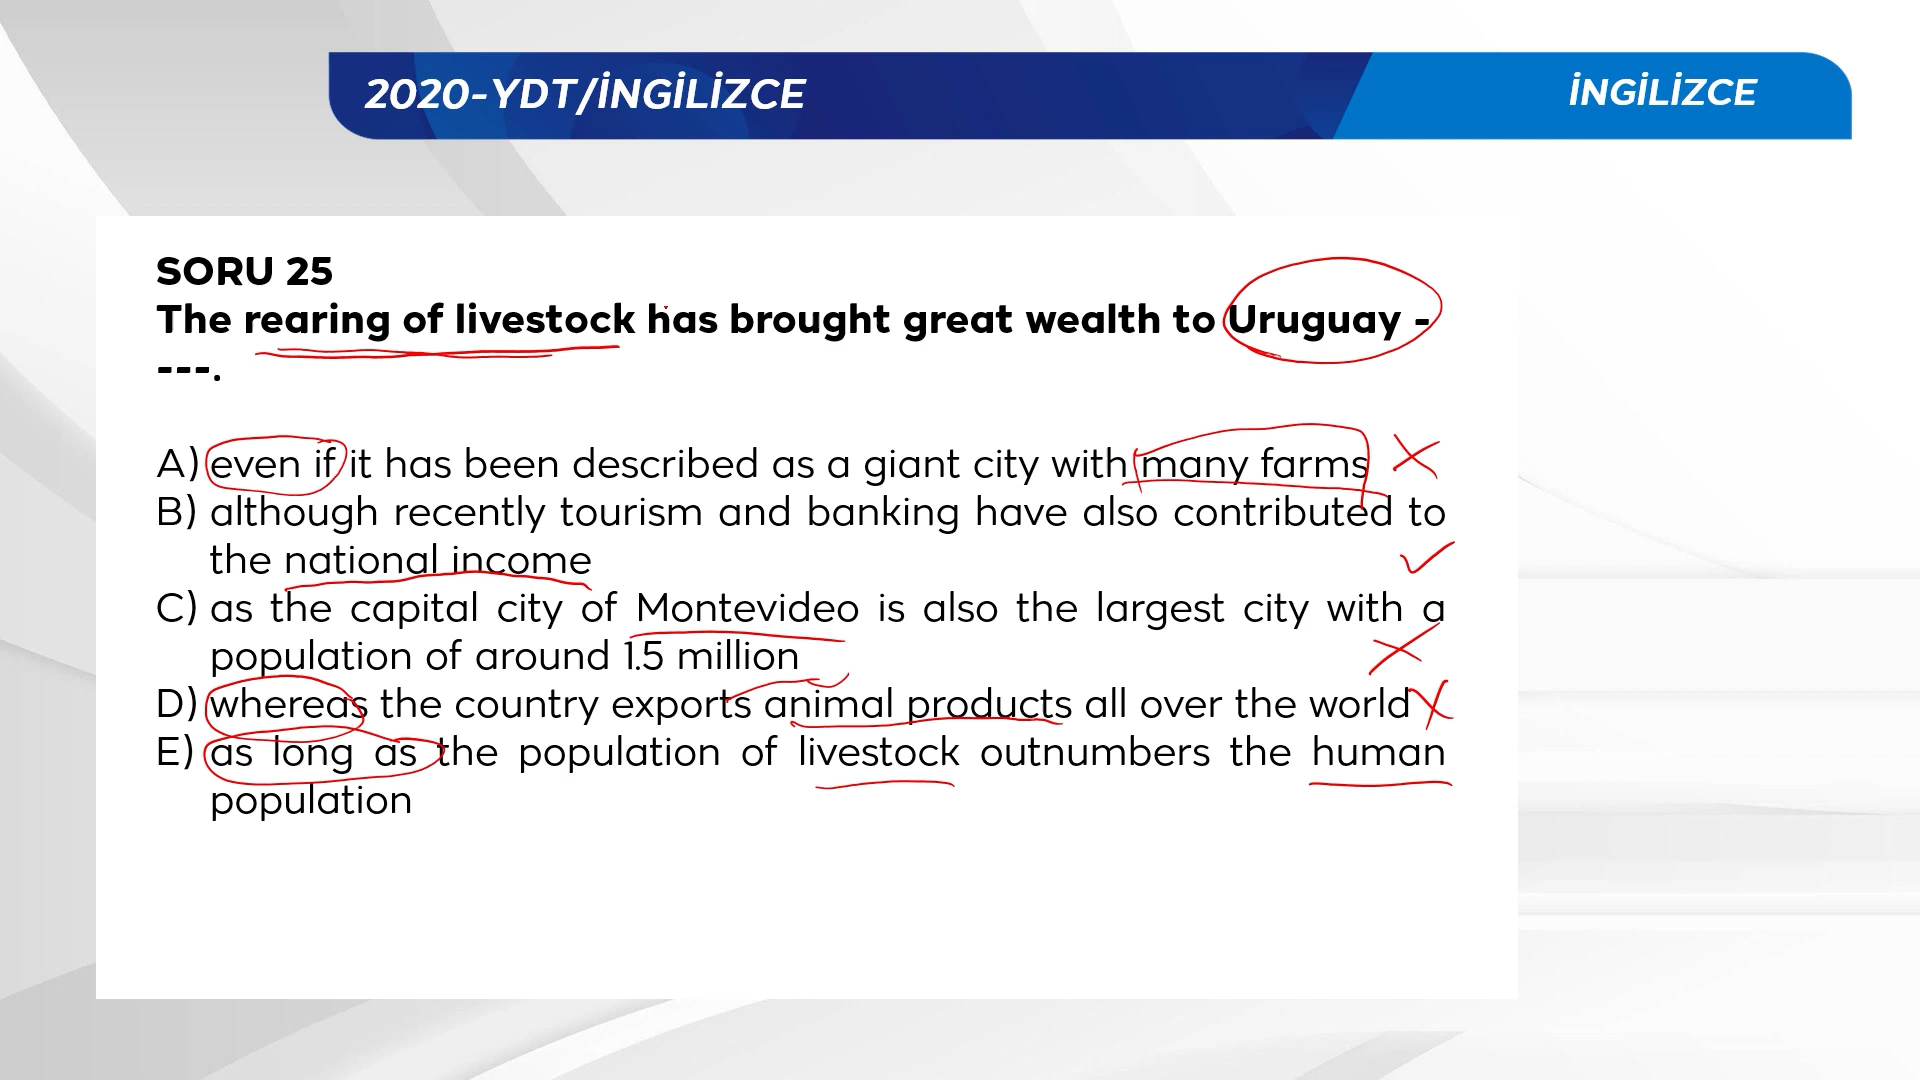 2020-YDT/İNGİLİZCE
İNGİLİZCE
SORU 25
The rearing of livestock has brought great wealth to Uruguay -
---.
A) even if it has been described as a giant city with many farms
B) although recently tourism and banking have also contributed to
the national income
C) as the capital city of Montevideo is also the largest city with a
population of around 1.5 million
D) whereas the country exports animal products all over the world
E) as long as the population of livestock outnumbers the human
population